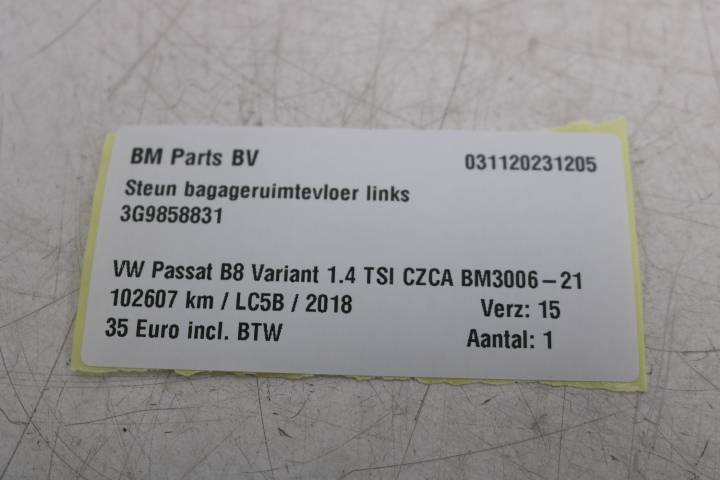 BM Parts BV 031120231205
Steun bagageruimtevloer links
3G9858831
VW Passat B8 Variant 1.4 TSI CZCA BM3006-21
102607 km / LC5B / 2018 Verz: 15
35 Euro incl. BTW Aantal: 1